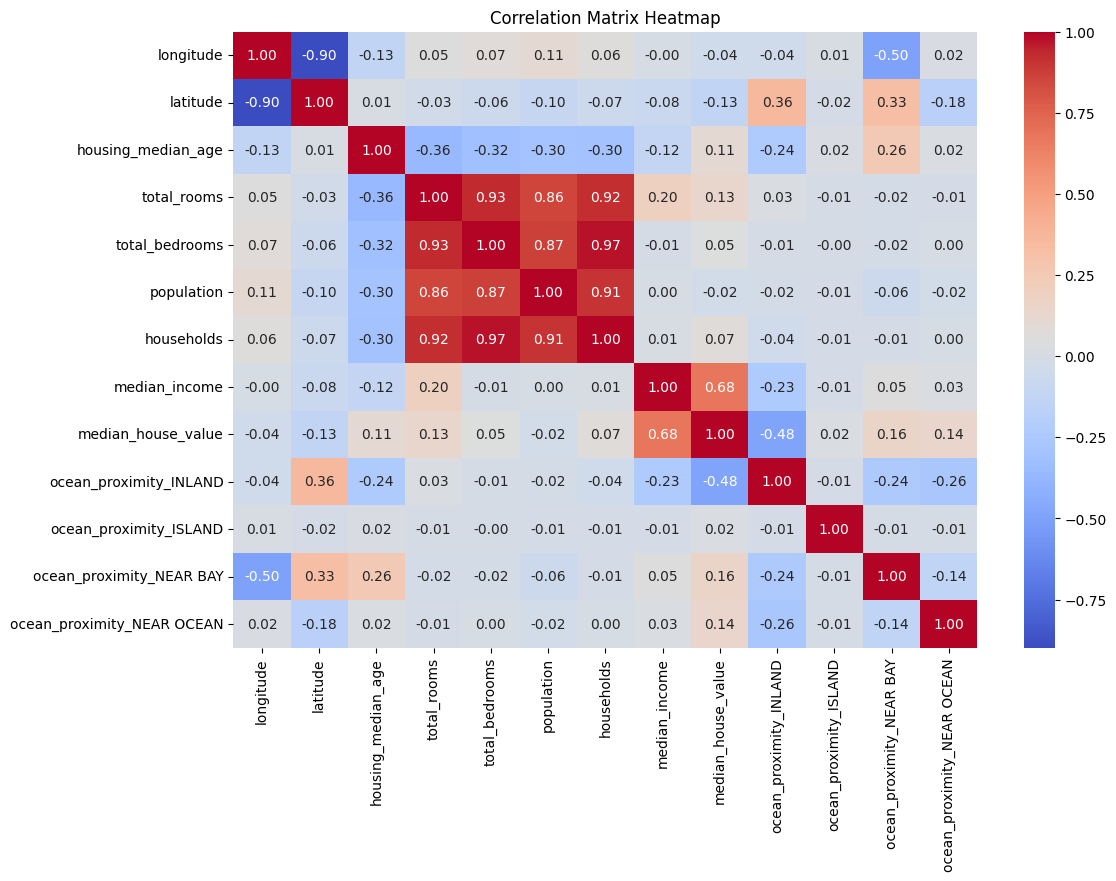 Correlation Matrix Heatmap
longitude 1.00 -0.90 -0.13 0.05 0.07 0.11 0.06 -0.00 -0.04 -0.04 0.01 -0.50 0.02
latitude -0.90 1.00 0.01 -0.03 -0.06 -0.10 -0.07 -0.08 -0.13 0.36 -0.02 0.33 -0.18
housing_median_age -0.13 0.01 1.00 -0.36 -0.32 -0.30 -0.30 -0.12 0.11 -0.24 0.02 0.26 0.02
total_rooms 0.05 -0.03 -0.36 1.00 0.93 0.86 0.92 0.20 0.13 0.03 -0.01 -0.02 -0.01
total_bedrooms 0.07 -0.06 -0.32 0.93 1.00 0.87 0.97 -0.01 0.05 -0.01 -0.00 -0.02 0.00
population 0.11 -0.10 -0.30 0.86 0.87 1.00 0.91 0.00 -0.02 -0.02 -0.01 -0.06 -0.02
households 0.06 -0.07 -0.30 0.92 0.97 0.91 1.00 0.01 0.07 -0.04 -0.01 -0.01 0.00
median_income -0.00 -0.08 -0.12 0.20 -0.01 0.00 0.01 1.00 0.68 -0.23 -0.01 0.05 0.03
median_house_value -0.04 -0.13 0.11 0.13 0.05 -0.02 0.07 0.68 1.00 -0.48 0.02 0.16 0.14
ocean_proximity_INLAND -0.04 0.36 -0.24 0.03 -0.01 -0.02 -0.04 -0.23 -0.48 1.00 -0.01 -0.24 -0.26
ocean_proximity_ISLAND 0.01 -0.02 0.02 -0.01 -0.00 -0.01 -0.01 -0.01 0.02 -0.01 1.00 -0.01 -0.01
ocean_proximity_NEAR BAY -0.50 0.33 0.26 -0.02 -0.02 -0.06 -0.01 0.05 0.16 -0.24 -0.01 1.00 -0.14
ocean_proximity_NEAR OCEAN 0.02 -0.18 0.02 -0.01 0.00 -0.02 0.00 0.03 0.14 -0.26 -0.01 -0.14 1.00
longitude
latitude
housing_median_age
total_rooms
total_bedrooms
population
households
median_income
median_house_value
ocean_proximity_INLAND
ocean_proximity_ISLAND
ocean_proximity_NEAR BAY
ocean_proximity_NEAR OCEAN
1.00
0.75
0.50
0.25
0.00
−0.25
−0.50
−0.75